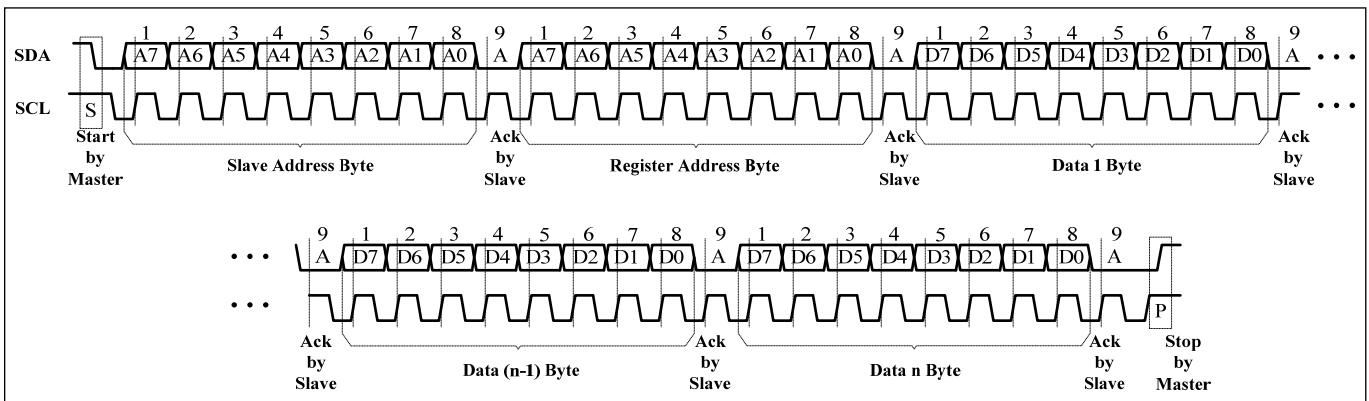 1 2 3 4 5 6 7 8 9 1 2 3 4 5 6 7 8 9 1 2 3 4 5 6 7 8 9
SDA A7 A6 A5 A4 A3 A2 A1 A0 A A7 A6 A5 A4 A3 A2 A1 A0 A D7 D6 D5 D4 D3 D2 D1 D0 A • • •
SCL S • • •
Start by Master
Slave Address Byte
Ack by Slave
Register Address Byte
Ack by Slave
Data 1 Byte
Ack by Slave
9 1 2 3 4 5 6 7 8 9 1 2 3 4 5 6 7 8 9
• • • A D7 D6 D5 D4 D3 D2 D1 D0 A D7 D6 D5 D4 D3 D2 D1 D0 A
• • • P
Ack by Slave
Data (n-1) Byte
Ack by Slave
Data n Byte
Ack by Slave
Stop by Master